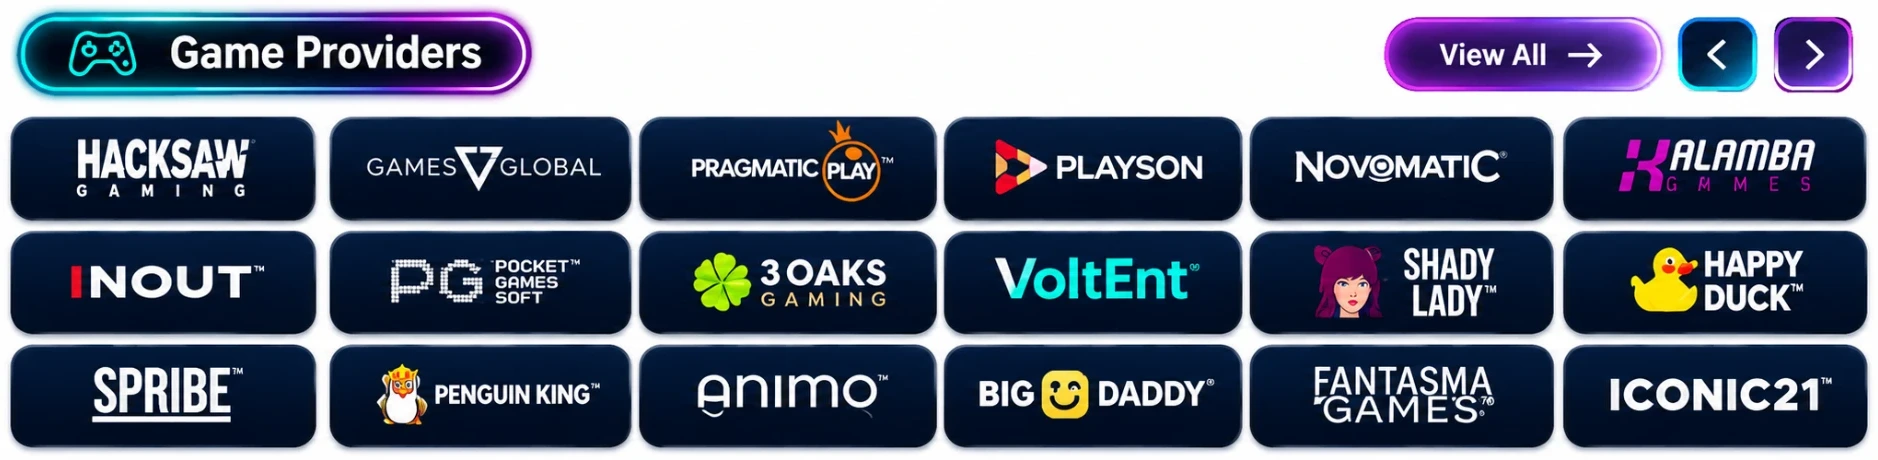 Game Providers
View All →
HACKSAW
GAMING
GAMES GLOBAL
PRAGMATIC PLAY™
PLAYSON
NOVOMATIC®
KALAMBA
GMMES
INOUT™
PG POCKET™
GAMES
SOFT
3 OAKS
GAMING
VoltEnt®
SHADY
LADY™
HAPPY
DUCK™
SPRIBE™
PENGUIN KING™
animo™
BIG DADDY®
FANTASMA
GAMES
ICONIC21™